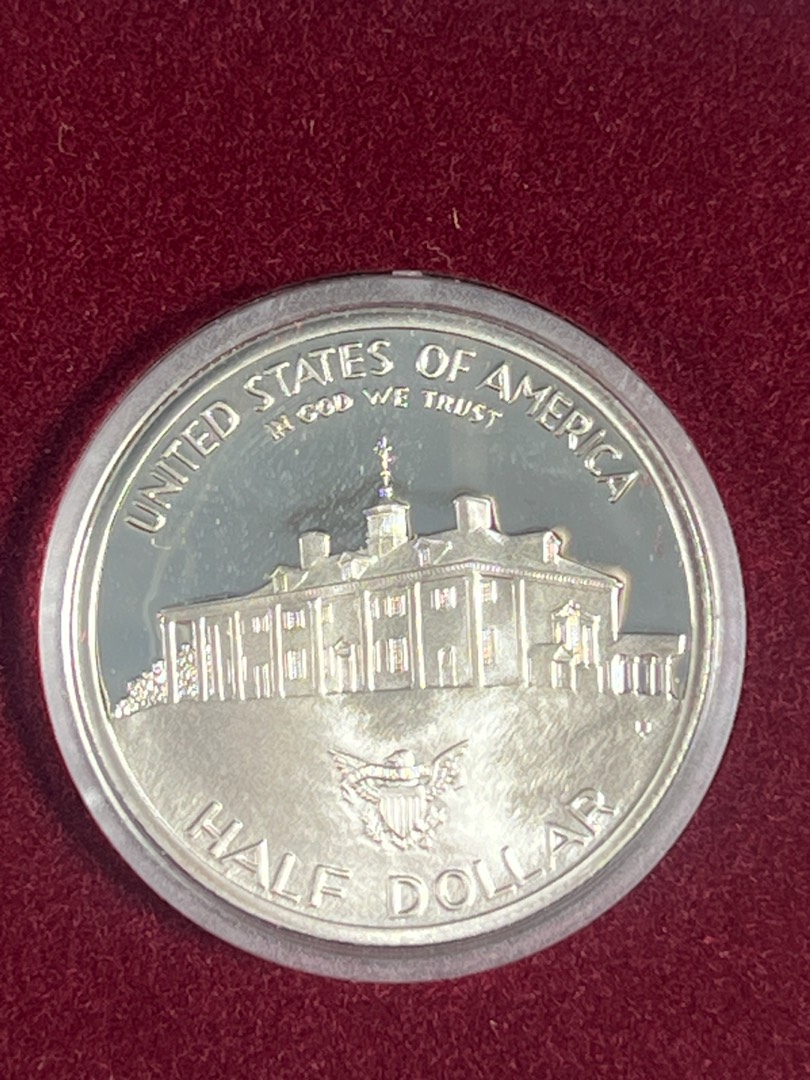 UNITED STATES OF AMERICA
IN GOD WE TRUST
HALF DOLLAR